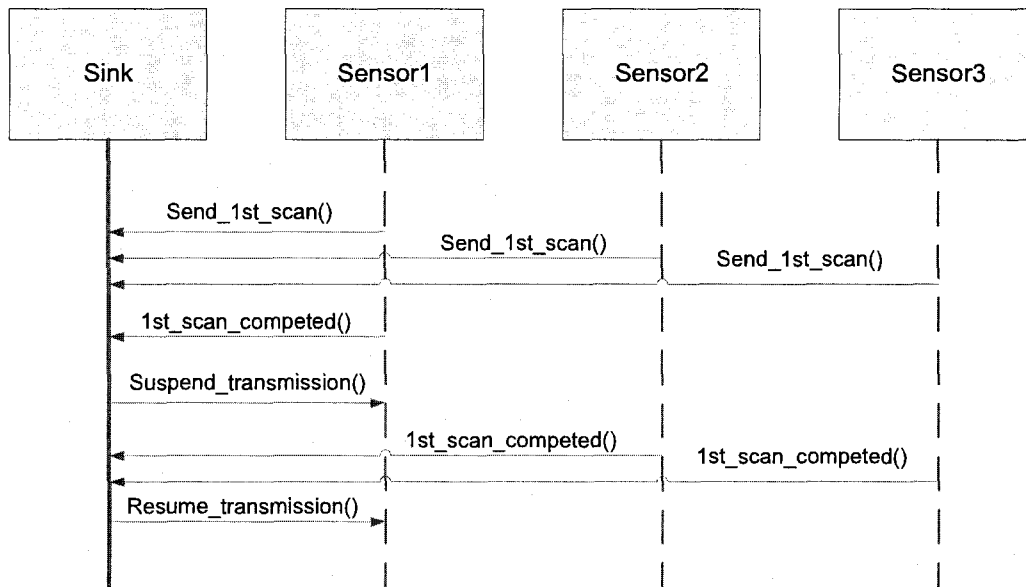 Sink
Sensor1
Sensor2
Sensor3
Send_1st_scan()
Send_1st_scan()
Send_1st_scan()
1st_scan_competed()
Suspend_transmission()
1st_scan_competed()
1st_scan_competed()
Resume_transmission()